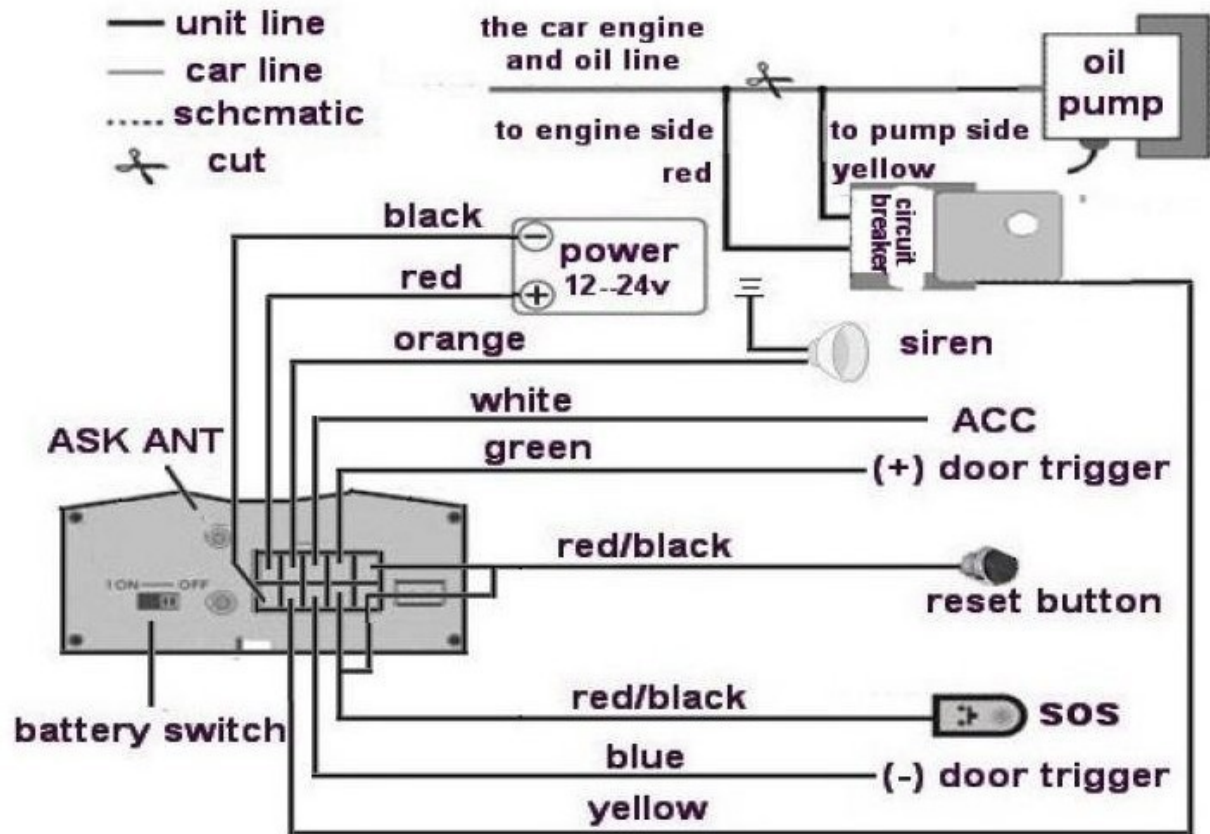 unit line
car line
schcmatic
cut
the car engine
and oil line
oil
pump
to engine side
red
to pump side
yellow
circuit
breaker
black
power
red
12--24v
orange
siren
white
ACC
ASK ANT
green
(+) door trigger
red/black
1ON OFF
reset button
red/black
SOS
battery switch
blue
(-) door trigger
yellow